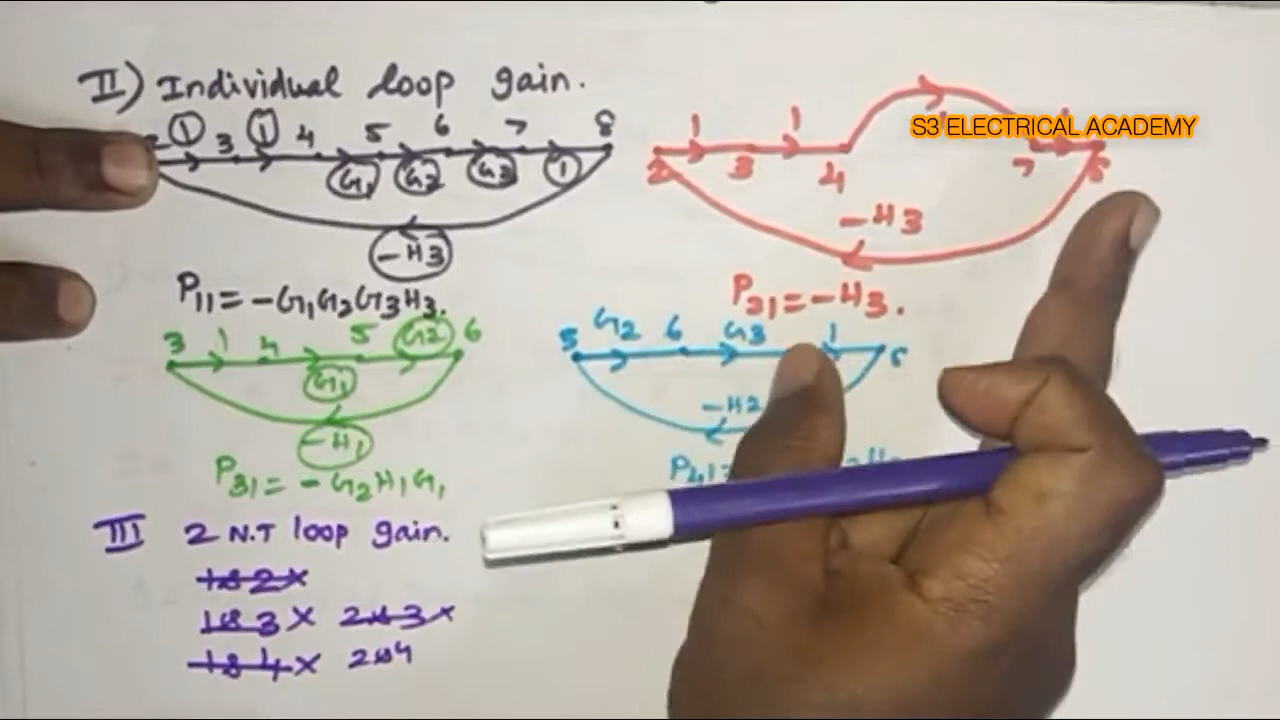 II) Individual loop gain.
S3 ELECTRICAL ACADEMY
2 1 3 1 4 5 6 7 8
G1 G2 G3 1
-H3
P11 = -G1G2G3H3.
1 1
2 3 4 7 8
-H3
P21 = -H3.
3 1 4 5 G2 6
G1
-H1
P31 = -G2H1G1
5 G2 6 G3 1 8
-H2
P41=
III 2 N.T loop gain.
1&2 X
1&3 X 2&3 X
1&4 X 2&4